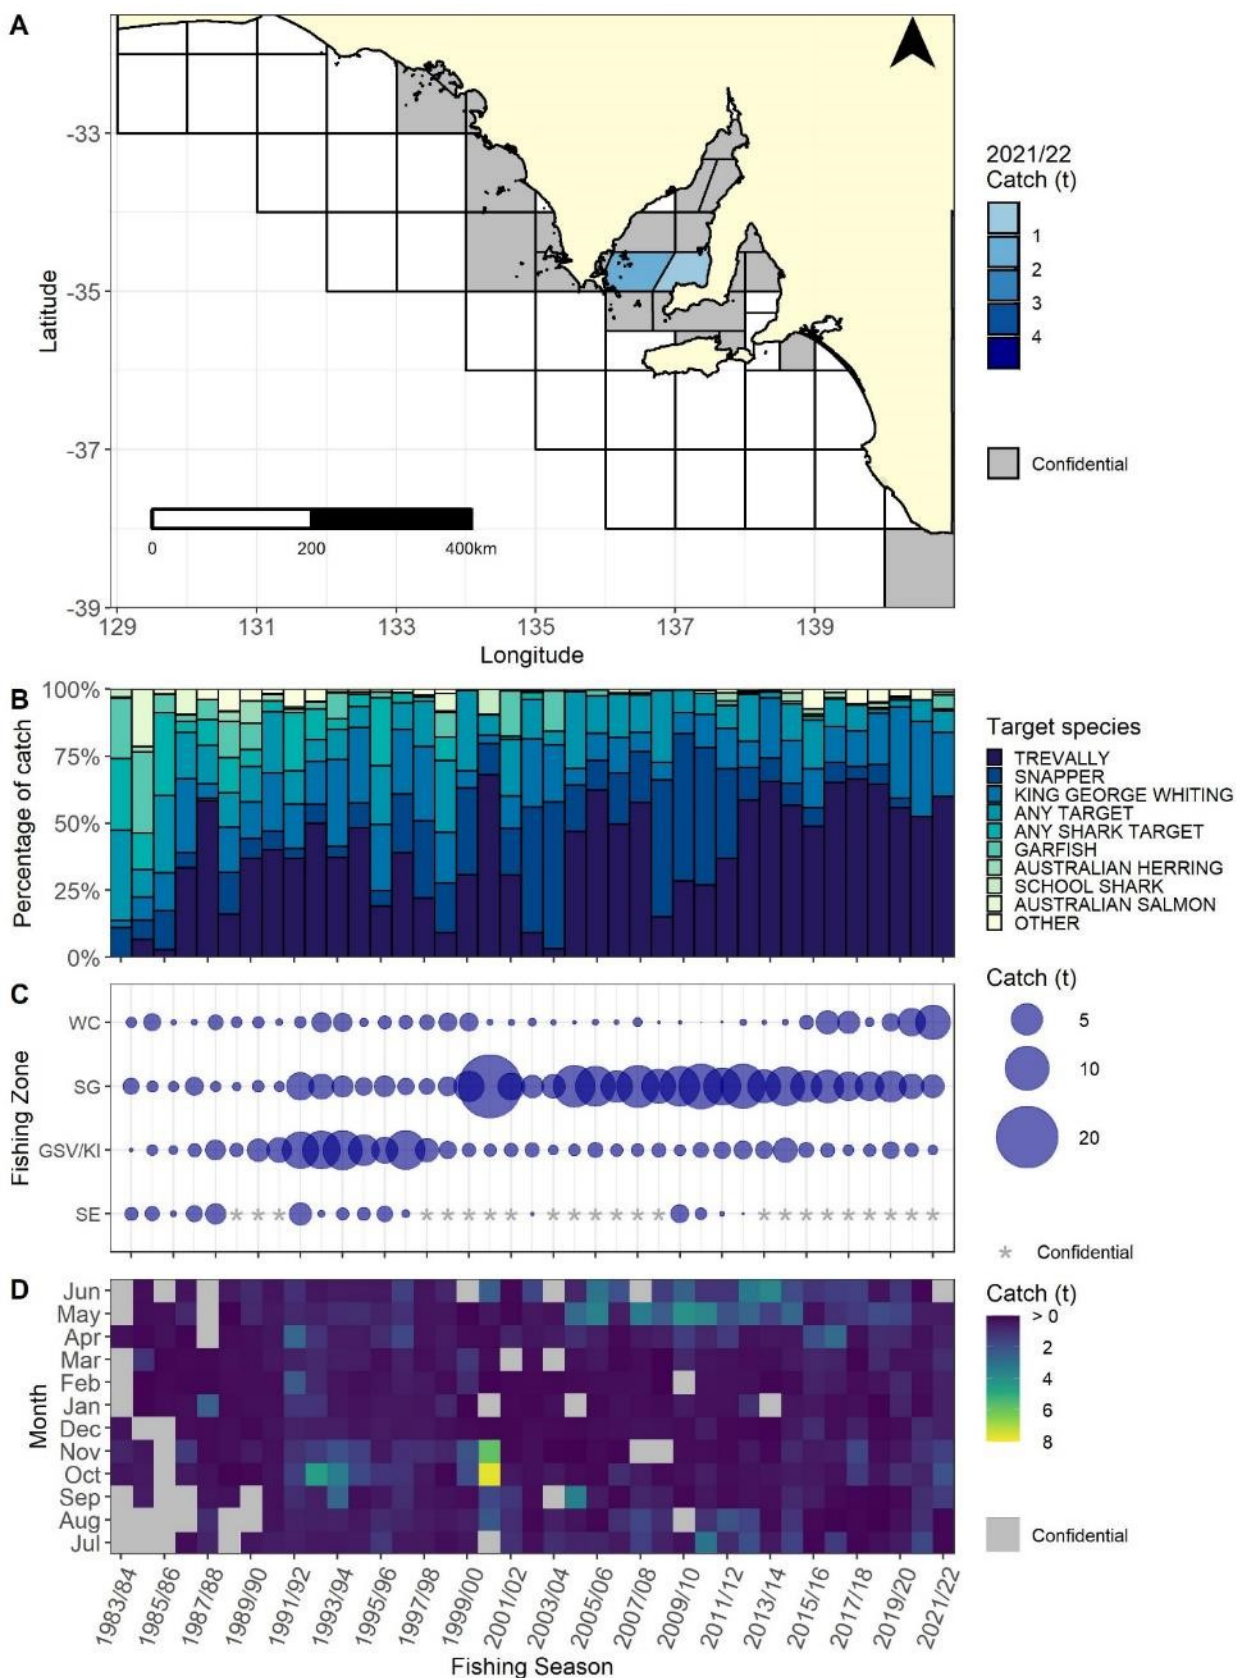 A
-33
-35
-37
-39
Latitude
0
200
400km
129
131
133
135
137
139
Longitude
2021/22
Catch (t)
1
2
3
4
Confidential
B
100%
75%
50%
25%
0%
Percentage of catch
Target species
TREVALLY
SNAPPER
KING GEORGE WHITING
ANY TARGET
ANY SHARK TARGET
GARFISH
AUSTRALIAN HERRING
SCHOOL SHARK
AUSTRALIAN SALMON
OTHER
C
WC
SG
GSV/KI
SE
Fishing Zone
* * * * * * * * * * * * * * * * * * * * * * *
Catch (t)
5
10
20
* Confidential
D
Jun
May
Apr
Mar
Feb
Jan
Dec
Nov
Oct
Sep
Aug
Jul
Month
Catch (t)
> 0
2
4
6
8
Confidential
1983/84
1985/86
1987/88
1989/90
1991/92
1993/94
1995/96
1997/98
1999/00
2001/02
2003/04
2005/06
2007/08
2009/10
2011/12
2013/14
2015/16
2017/18
2019/20
2021/22
Fishing Season